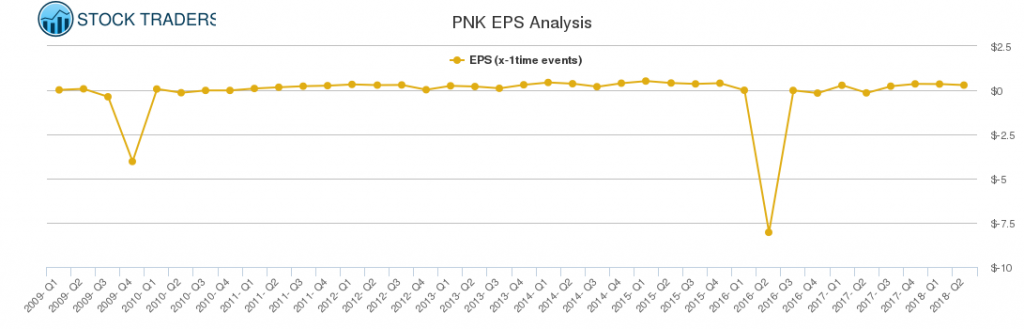 STOCK TRADERS
PNK EPS Analysis
EPS (x-1time events)
$2.5
$0
$-2.5
$-5
$-7.5
$-10
2009- Q1
2009- Q2
2009- Q3
2009- Q4
2010- Q1
2010- Q2
2010- Q3
2010- Q4
2011- Q1
2011- Q2
2011- Q3
2011- Q4
2012- Q1
2012- Q2
2012- Q3
2012- Q4
2013- Q1
2013- Q2
2013- Q3
2013- Q4
2014- Q1
2014- Q2
2014- Q3
2014- Q4
2015- Q1
2015- Q2
2015- Q3
2015- Q4
2016- Q1
2016- Q2
2016- Q3
2016- Q4
2017- Q1
2017- Q2
2017- Q3
2017- Q4
2018- Q1
2018- Q2